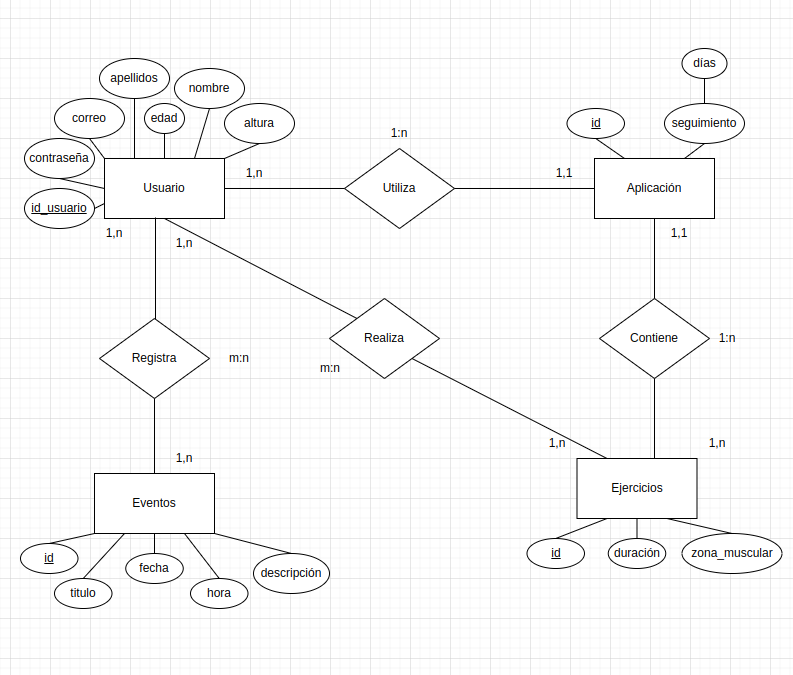 días
apellidos
nombre
correo
edad
altura
id
seguimiento
1:n
contraseña
Usuario
1,n
Utiliza
1,1
Aplicación
id_usuario
1,n
1,n
1,1
Registra
m:n
Realiza
m:n
Contiene
1:n
1,n
1,n
1,n
Eventos
Ejercicios
id
titulo
fecha
hora
descripción
id
duración
zona_muscular